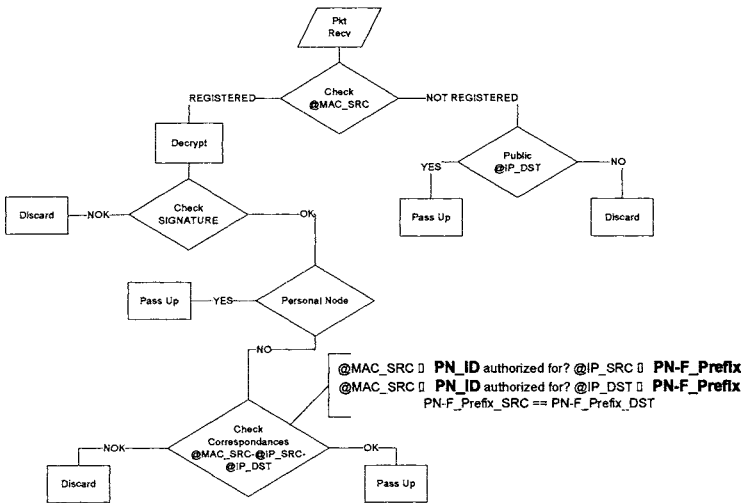 Pkt
Recv
Check
@MAC_SRC
REGISTERED
NOT REGISTERED
Decrypt
Public
@IP_DST
YES
NO
Check
SIGNATURE
Discard
NOK
OK
Pass Up
Discard
Pass Up
YES
Personal Node
NO
@MAC_SRC ▯ PN_ID authorized for? @IP_SRC ▯ PN-F_Prefix
@MAC_SRC ▯ PN_ID authorized for? @IP_DST ▯ PN-F_Prefix
PN-F_Prefix_SRC == PN-F_Prefix_DST
Check
Correspondances
@MAC_SRC-@IP_SRC-
@IP_DST
NOK
OK
Discard
Pass Up